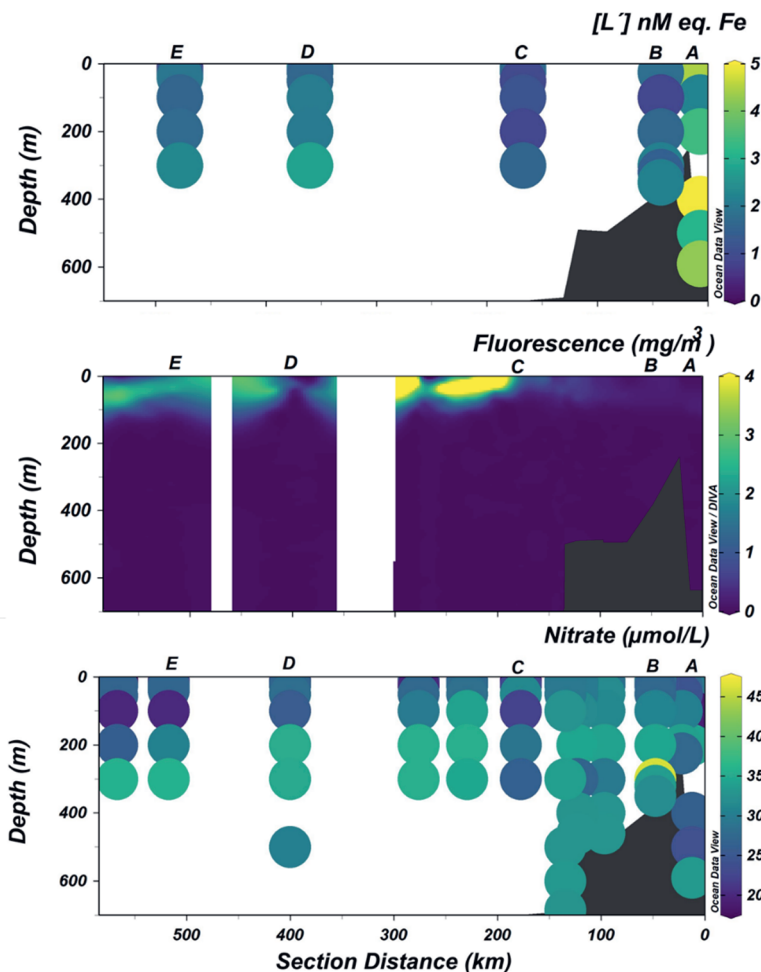 [L´] nM eq. Fe
E D C B A
0
200
400
600
Depth (m)
Ocean Data View
5
4
3
2
1
0
Fluorescence (mg/m3)
E D C B A
0
200
400
600
Depth (m)
Ocean Data View / DIVA
4
3
2
1
0
Nitrate (µmol/L)
E D C B A
0
200
400
600
Depth (m)
Ocean Data View
45
40
35
30
25
20
500 400 300 200 100 0
Section Distance (km)